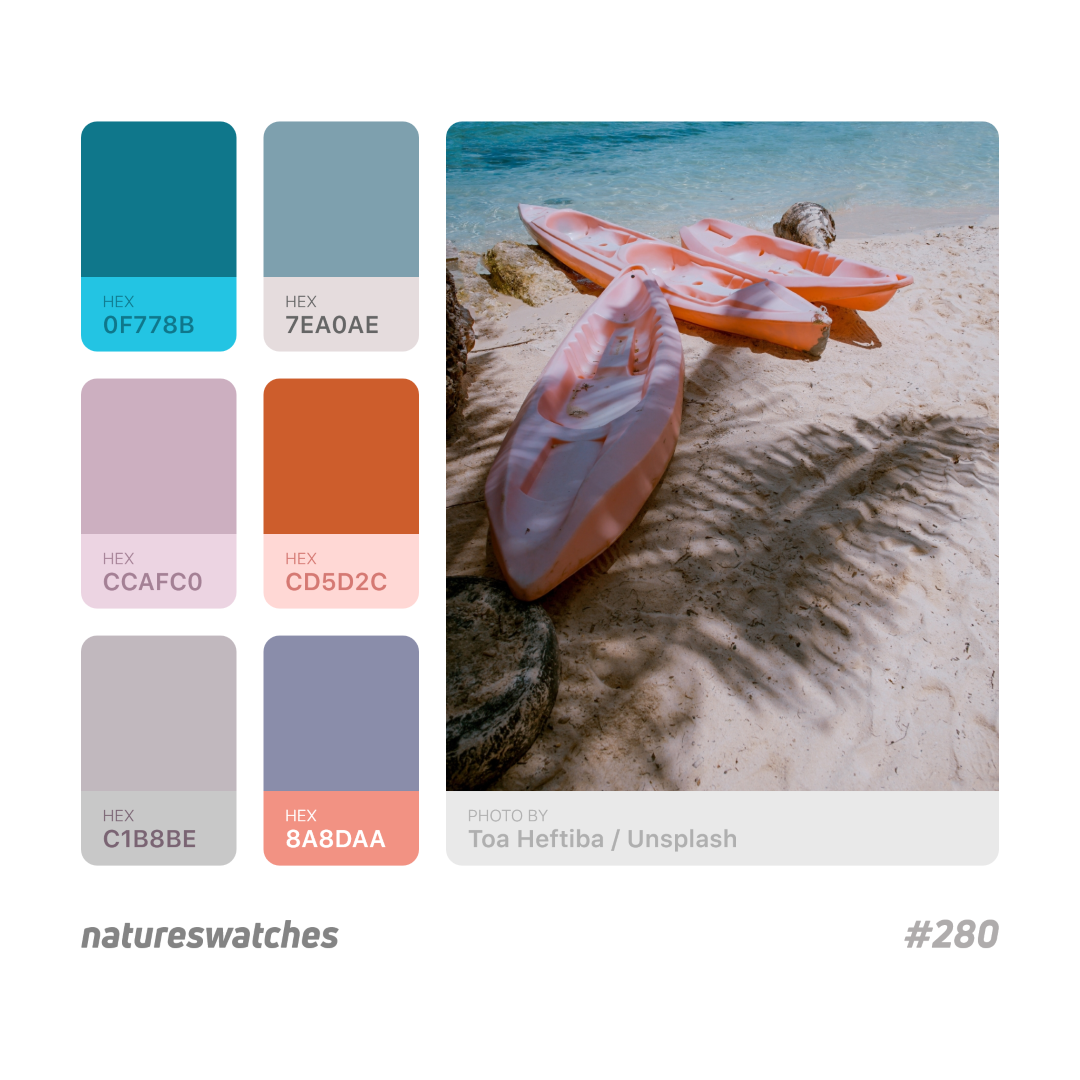 HEX
0F778B
HEX
7EA0AE
HEX
CCAFC0
HEX
CD5D2C
HEX
C1B8BE
HEX
8A8DAA
PHOTO BY
Toa Heftiba / Unsplash
natureswatches
#280